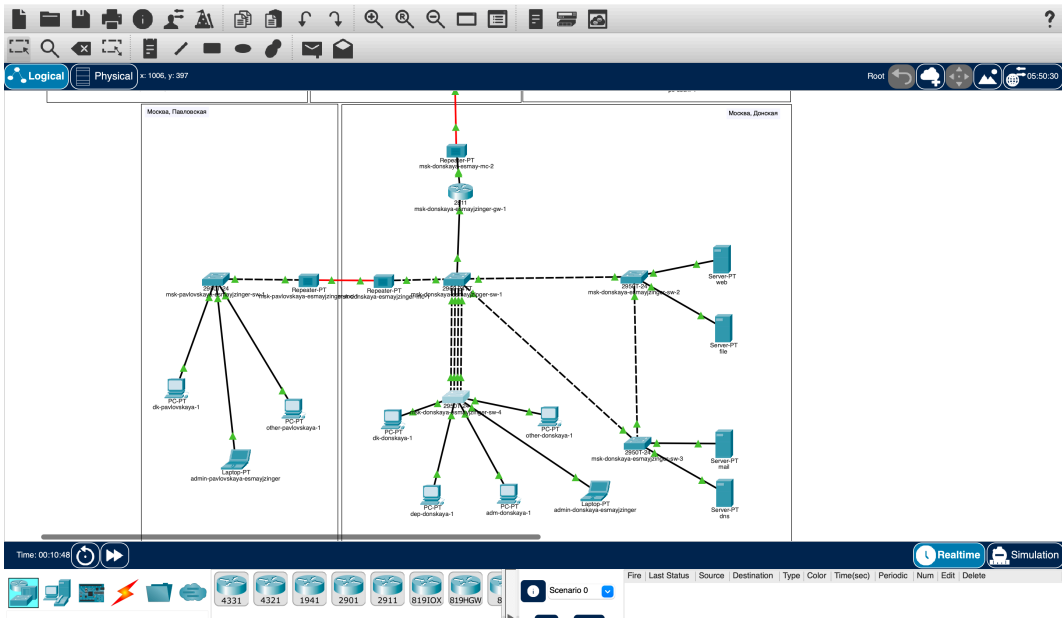 Logical
Physical
x: 1006, y: 397
Root
05:50:30
?
Москва, Павловская
Москва, Донская
Repeater-PT
msk-donskaya-esmay-mc-2
2811
msk-donskaya-esmayjzinger-gw-1
Repeater-PT
Repeater-PT
2950T-24
msk-donskaya-esmayjzinger-sw-2
Server-PT
web
Server-PT
file
PC-PT
dk-pavlovskaya-1
PC-PT
other-pavlovskaya-1
Laptop-PT
admin-pavlovskaya-esmayjzinger
PC-PT
dk-donskaya-1
PC-PT
other-donskaya-1
2950T-24
msk-donskaya-esmayjzinger-sw-3
Server-PT
mail
PC-PT
dep-donskaya-1
PC-PT
adm-donskaya-1
Laptop-PT
admin-donskaya-esmayjzinger
Server-PT
dns
Time: 00:10:48
Realtime
Simulation
4331
4321
1941
2901
2911
819IOX
819HGW
Scenario 0
Fire Last Status Source Destination Type Color Time(sec) Periodic Num Edit Delete